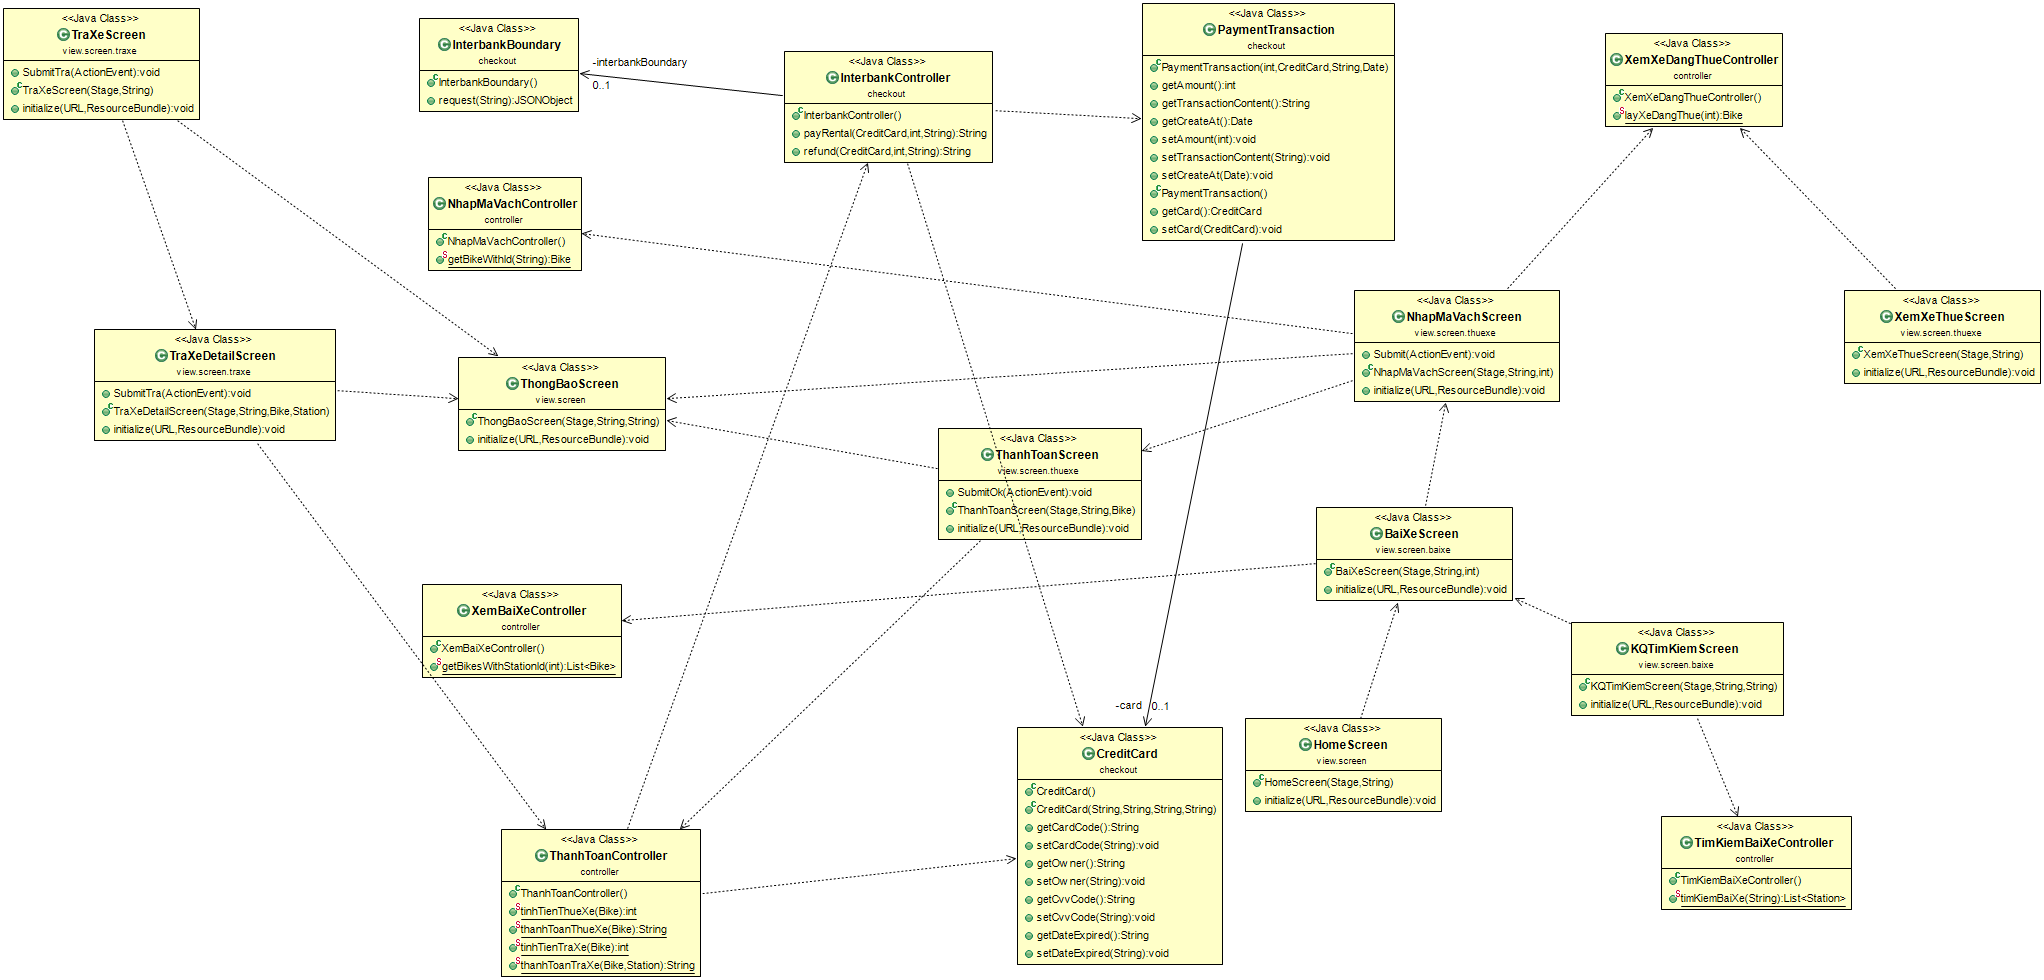 <<Java Class>>
TraXeScreen
view.screen.traxe
SubmitTra(ActionEvent):void
TraXeScreen(Stage,String)
initialize(URL,ResourceBundle):void
<<Java Class>>
InterbankBoundary
checkout
InterbankBoundary()
request(String):JSONObject
-interbankBoundary
0..1
<<Java Class>>
InterbankController
checkout
InterbankController()
payRental(CreditCard,int,String):String
refund(CreditCard,int,String):String
<<Java Class>>
PaymentTransaction
checkout
PaymentTransaction(int,CreditCard,String,Date)
getAmount():int
getTransactionContent():String
getCreateAt():Date
setAmount(int):void
setTransactionContent(String):void
setCreateAt(Date):void
PaymentTransaction()
getCard():CreditCard
setCard(CreditCard):void
<<Java Class>>
XemXeDangThueController
controller
XemXeDangThueController()
layXeDangThue(int):Bike
<<Java Class>>
NhapMaVachController
controller
NhapMaVachController()
getBikeWithId(String):Bike
<<Java Class>>
NhapMaVachScreen
view.screen.thuexe
Submit(ActionEvent):void
NhapMaVachScreen(Stage,String,int)
initialize(URL,ResourceBundle):void
<<Java Class>>
XemXeThueScreen
view.screen.thuexe
XemXeThueScreen(Stage,String)
initialize(URL,ResourceBundle):void
<<Java Class>>
TraXeDetailScreen
view.screen.traxe
SubmitTra(ActionEvent):void
TraXeDetailScreen(Stage,String,Bike,Station)
initialize(URL,ResourceBundle):void
<<Java Class>>
ThongBaoScreen
view.screen
ThongBaoScreen(Stage,String,String)
initialize(URL,ResourceBundle):void
<<Java Class>>
ThanhToanScreen
view.screen.thuexe
SubmitOk(ActionEvent):void
ThanhToanScreen(Stage,String,Bike)
initialize(URL,ResourceBundle):void
<<Java Class>>
BaiXeScreen
view.screen.baixe
BaiXeScreen(Stage,String,int)
initialize(URL,ResourceBundle):void
<<Java Class>>
XemBaiXeController
controller
XemBaiXeController()
getBikesWithStationId(int):List<Bike>
<<Java Class>>
KQTimKiemScreen
view.screen.baixe
KQTimKiemScreen(Stage,String,String)
initialize(URL,ResourceBundle):void
-card
0..1
<<Java Class>>
CreditCard
checkout
CreditCard()
CreditCard(String,String,String,String)
getCardCode():String
setCardCode(String):void
getOwner():String
setOwner(String):void
getCvvCode():String
setCvvCode(String):void
getDateExpired():String
setDateExpired(String):void
<<Java Class>>
HomeScreen
view.screen
HomeScreen(Stage,String)
initialize(URL,ResourceBundle):void
<<Java Class>>
TimKiemBaiXeController
controller
TimKiemBaiXeController()
timKiemBaiXe(String):List<Station>
<<Java Class>>
ThanhToanController
controller
ThanhToanController()
tinhTienThueXe(Bike):int
thanhToanThueXe(Bike):String
tinhTienTraXe(Bike):int
thanhToanTraXe(Bike,Station):String